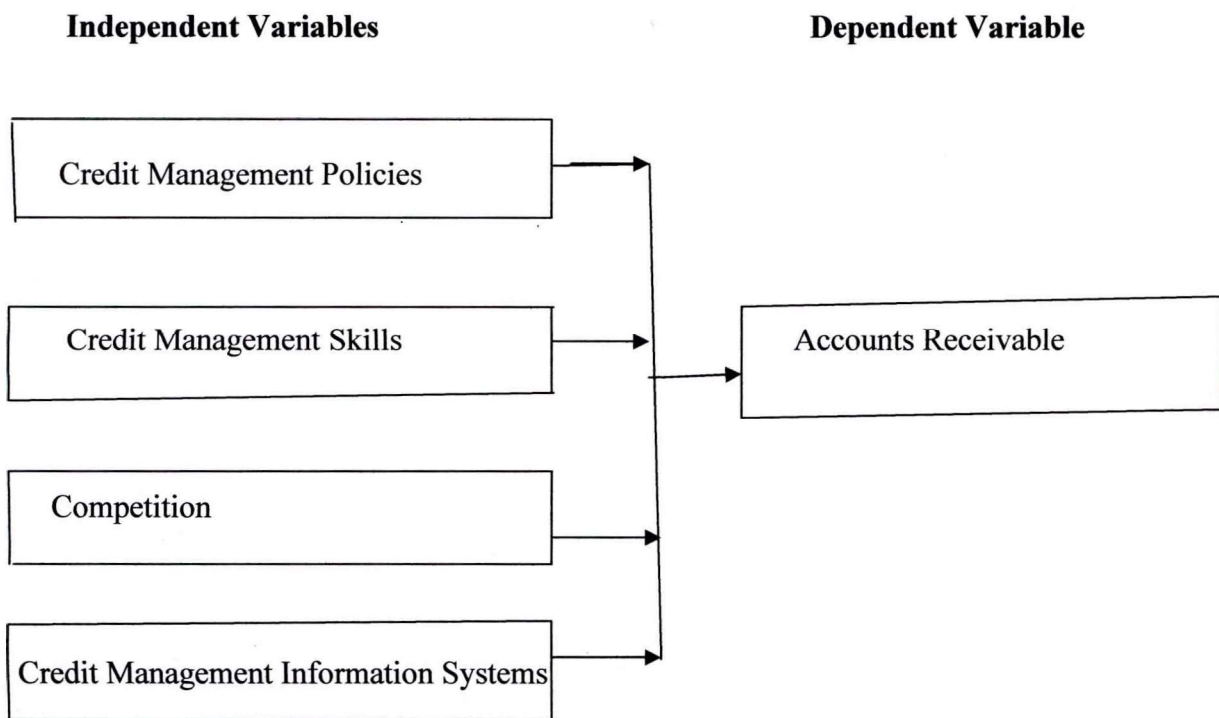 Independent Variables
Dependent Variable
Credit Management Policies
Credit Management Skills
Accounts Receivable
Competition
Credit Management Information Systems